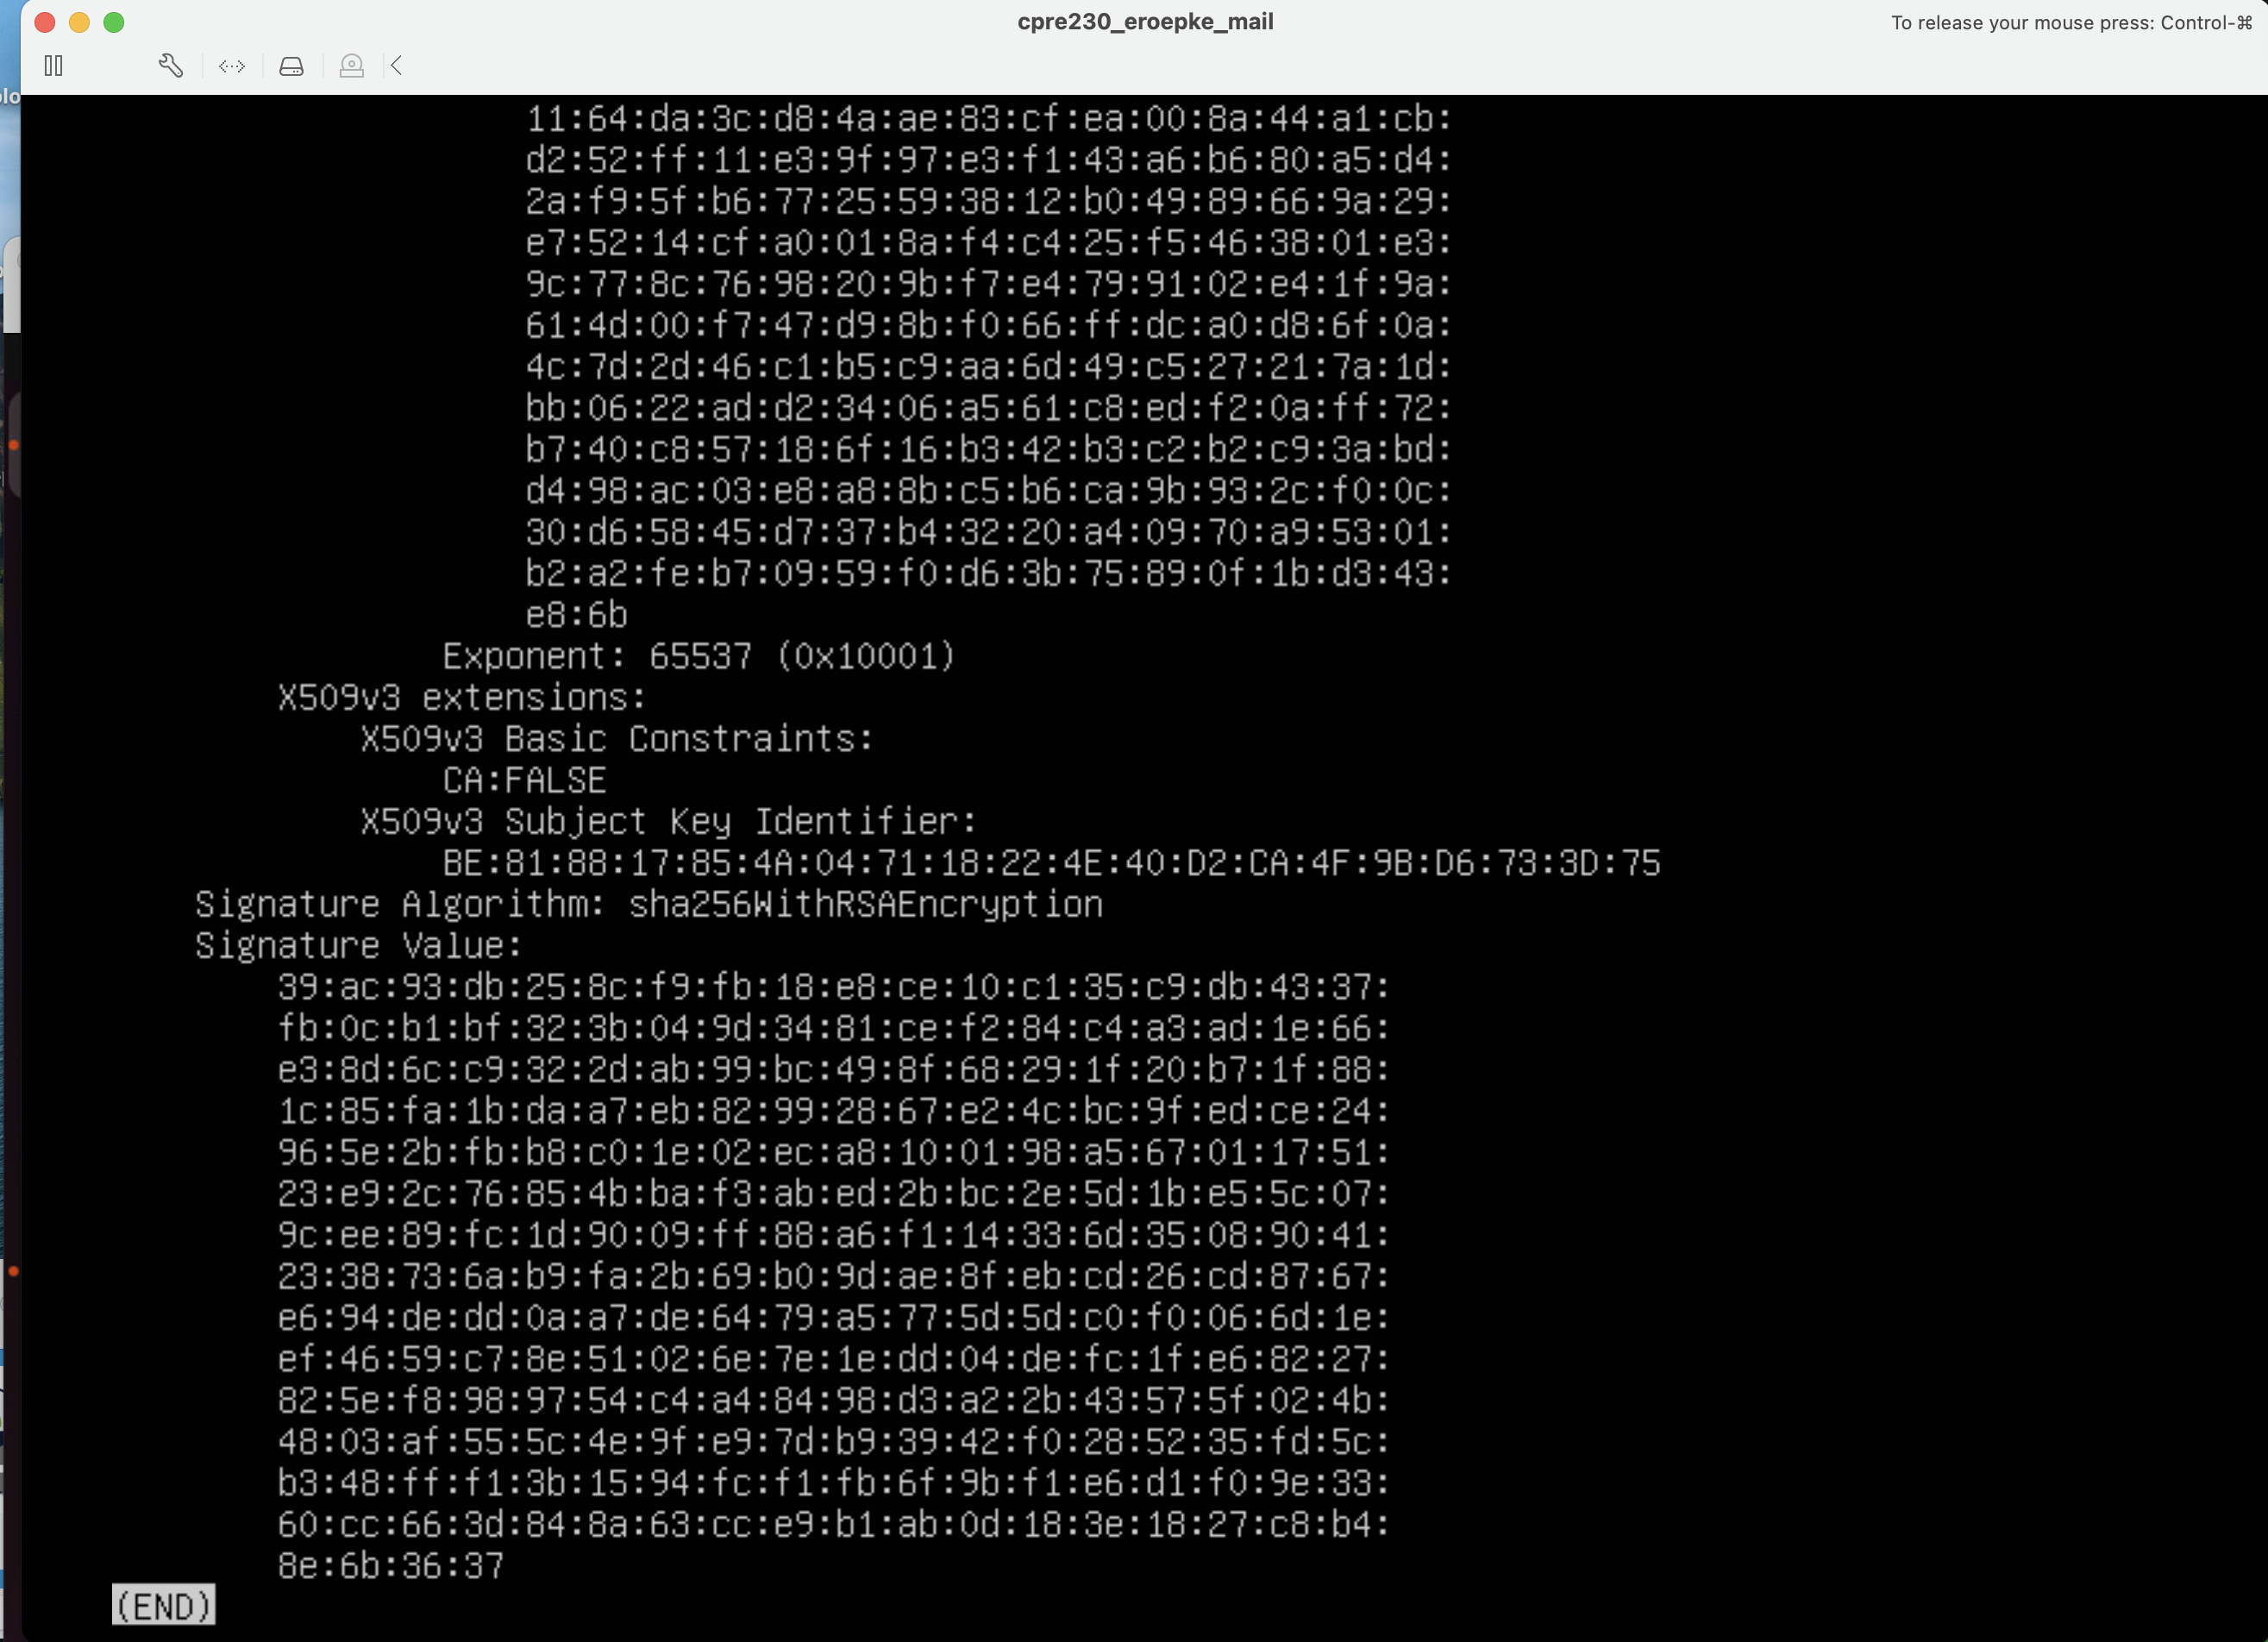 cpre230_eroepke_mail
To release your mouse press: Control-⌘
11:64:da:3c:d8:4a:ae:83:cf:ea:00:8a:44:a1:cb:
d2:52:ff:11:e3:9f:97:e3:f1:43:a6:b6:80:a5:d4:
2a:f9:5f:b6:77:25:59:38:12:b0:49:89:66:9a:29:
e7:52:14:cf:a0:01:8a:f4:c4:25:f5:46:38:01:e3:
9c:77:8c:76:98:20:9b:f7:e4:79:91:02:e4:1f:9a:
61:4d:00:f7:47:d9:8b:f0:66:ff:dc:a0:d8:6f:0a:
4c:7d:2d:46:c1:b5:c9:aa:6d:49:c5:27:21:7a:1d:
bb:06:22:ad:d2:34:06:a5:61:c8:ed:f2:0a:ff:72:
b7:40:c8:57:18:6f:16:b3:42:b3:c2:b2:c9:3a:bd:
d4:98:ac:03:e8:a8:8b:c5:b6:ca:9b:93:2c:f0:0c:
30:d6:58:45:d7:37:b4:32:20:a4:09:70:a9:53:01:
b2:a2:fe:b7:09:59:f0:d6:3b:75:89:0f:1b:d3:43:
e8:6b
Exponent: 65537 (0x10001)
X509v3 extensions:
X509v3 Basic Constraints:
CA:FALSE
X509v3 Subject Key Identifier:
BE:81:88:17:85:4A:04:71:18:22:4E:40:D2:CA:4F:9B:D6:73:3D:75
Signature Algorithm: sha256WithRSAEncryption
Signature Value:
39:ac:93:db:25:8c:f9:fb:18:e8:ce:10:c1:35:c9:db:43:37:
fb:0c:b1:bf:32:3b:04:9d:34:81:ce:f2:84:c4:a3:ad:1e:66:
e3:8d:6c:c9:32:2d:ab:99:bc:49:8f:68:29:1f:20:b7:1f:88:
1c:85:fa:1b:da:a7:eb:82:99:28:67:e2:4c:bc:9f:ed:ce:24:
96:5e:2b:fb:b8:c0:1e:02:ec:a8:10:01:98:a5:67:01:17:51:
23:e9:2c:76:85:4b:ba:f3:ab:ed:2b:bc:2e:5d:1b:e5:5c:07:
9c:ee:89:fc:1d:90:09:ff:88:a6:f1:14:33:6d:35:08:90:41:
23:38:73:6a:b9:fa:2b:69:b0:9d:ae:8f:eb:cd:26:cd:87:67:
e6:94:de:dd:0a:a7:de:64:79:a5:77:5d:5d:c0:f0:06:6d:1e:
ef:46:59:c7:8e:51:02:6e:7e:1e:dd:04:de:fc:1f:e6:82:27:
82:5e:f8:98:97:54:c4:a4:84:98:d3:a2:2b:43:57:5f:02:4b:
48:03:af:55:5c:4e:9f:e9:7d:b9:39:42:f0:28:52:35:fd:5c:
b3:48:ff:f1:3b:15:94:fc:f1:fb:6f:9b:f1:e6:d1:f0:9e:33:
60:cc:66:3d:84:8a:63:cc:e9:b1:ab:0d:18:3e:18:27:c8:b4:
8e:6b:36:37
(END)